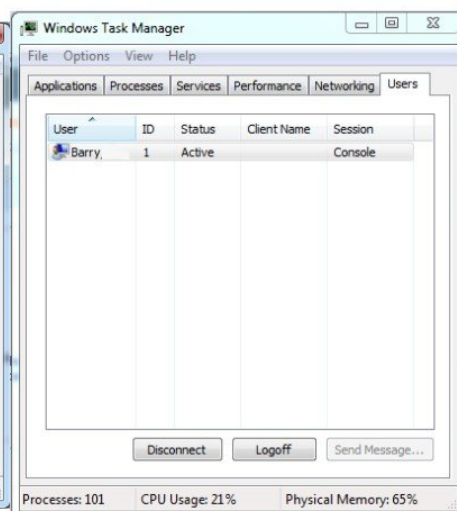 Windows Task Manager
File Options View Help
Applications Processes Services Performance Networking Users
User ID Status Client Name Session
Barry 1 Active Console
Disconnect Logoff Send Message...
Processes: 101 CPU Usage: 21% Physical Memory: 65%